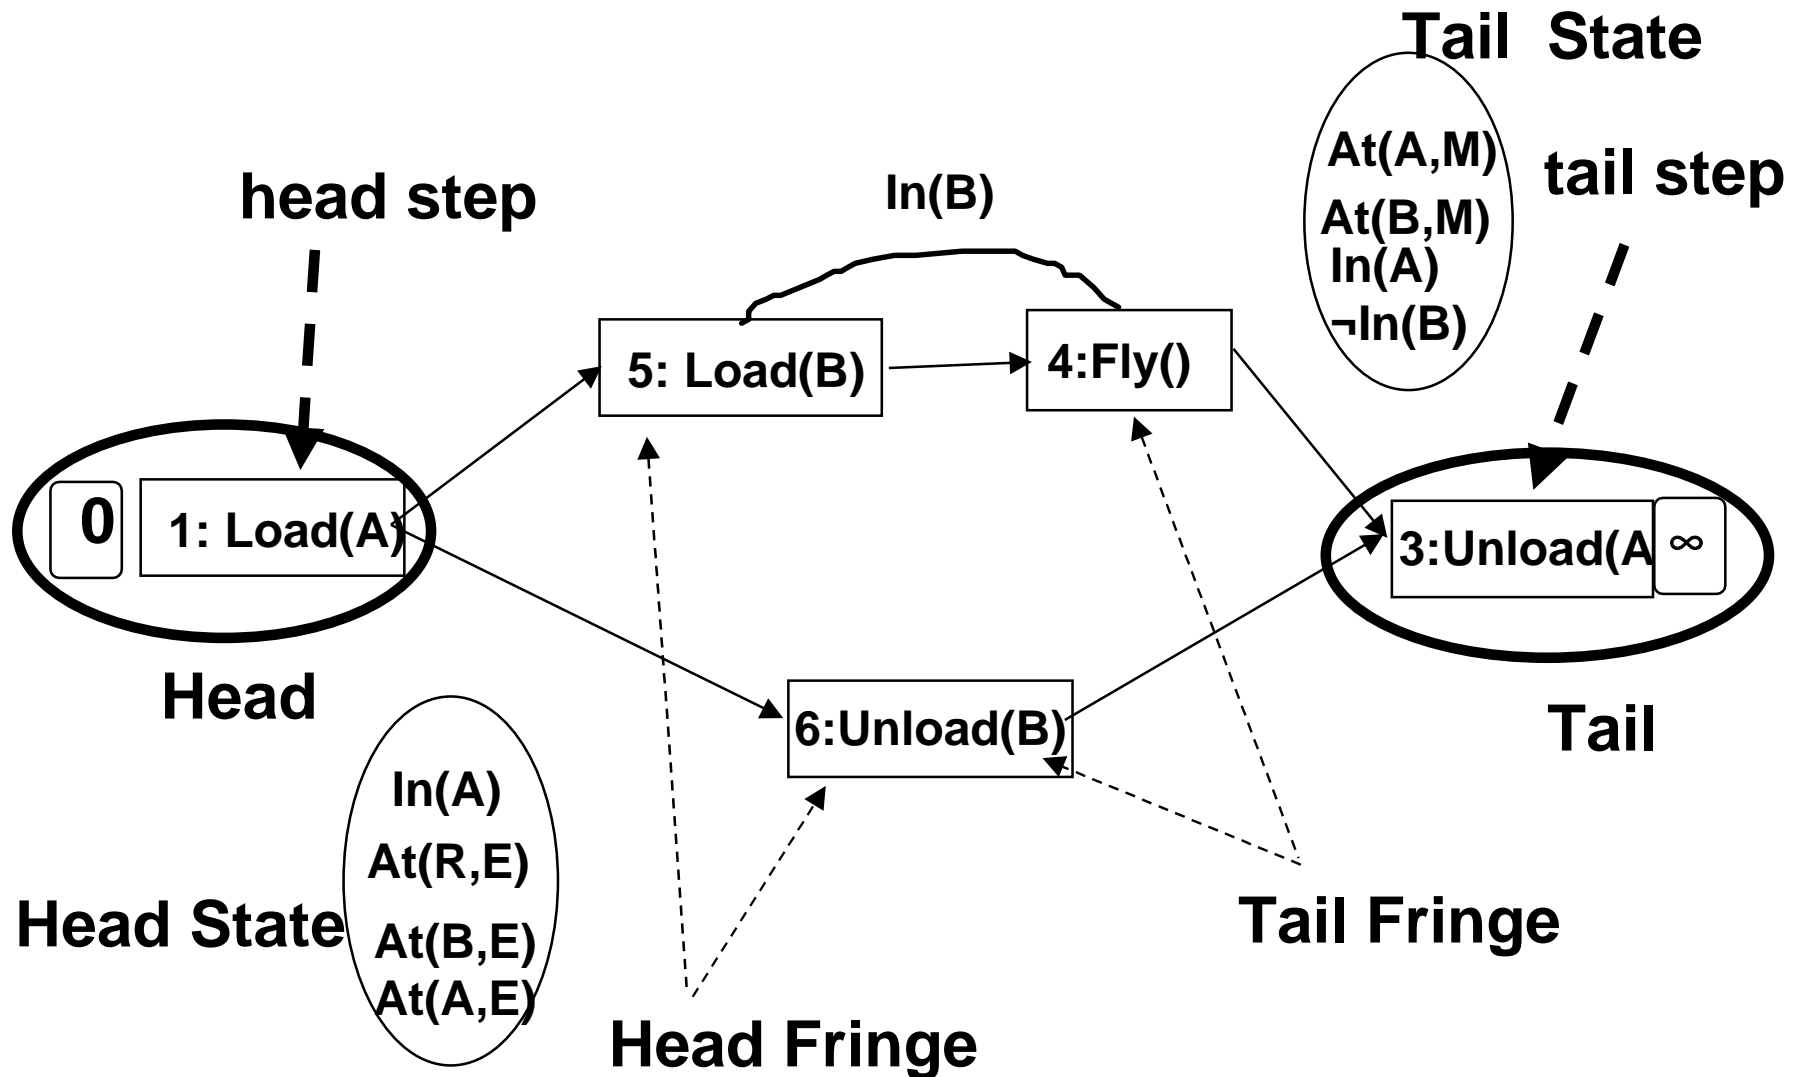 Tail State
At(A,M)
At(B,M)
In(A)
¬In(B)
tail step
head step
In(B)
5: Load(B)
4:Fly()
0
1: Load(A)
3:Unload(A
∞
Head
Tail
6:Unload(B)
In(A)
At(R,E)
At(B,E)
At(A,E)
Head State
Tail Fringe
Head Fringe